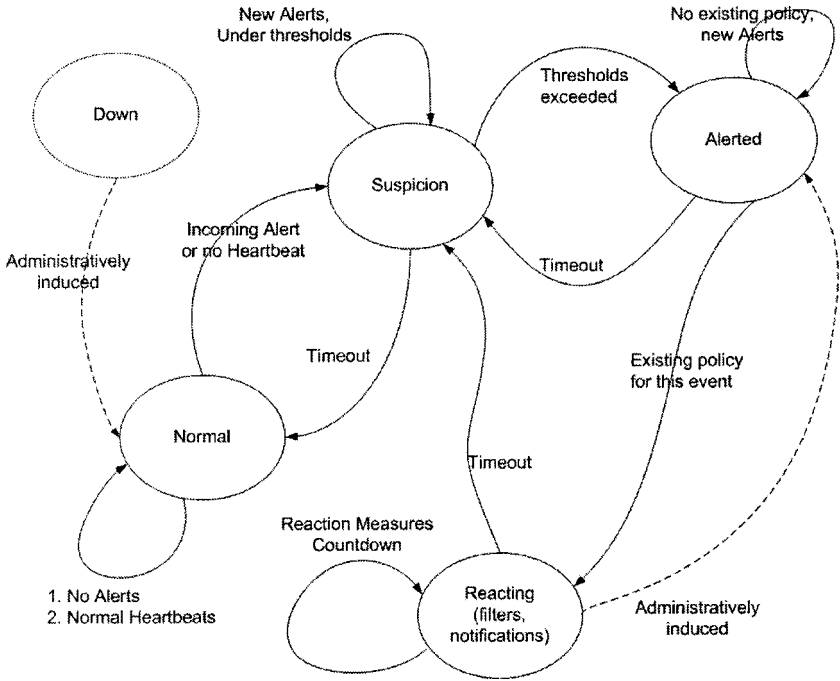 New Alerts,
Under thresholds
No existing policy,
new Alerts
Thresholds
exceeded
Down
Alerted
Suspicion
Incoming Alert
or no Heartbeat
Administratively
induced
Timeout
Timeout
Existing policy
for this event
Normal
Timeout
Reaction Measures
Countdown
1. No Alerts
2. Normal Heartbeats
Reacting
(filters,
notifications)
Administratively
induced